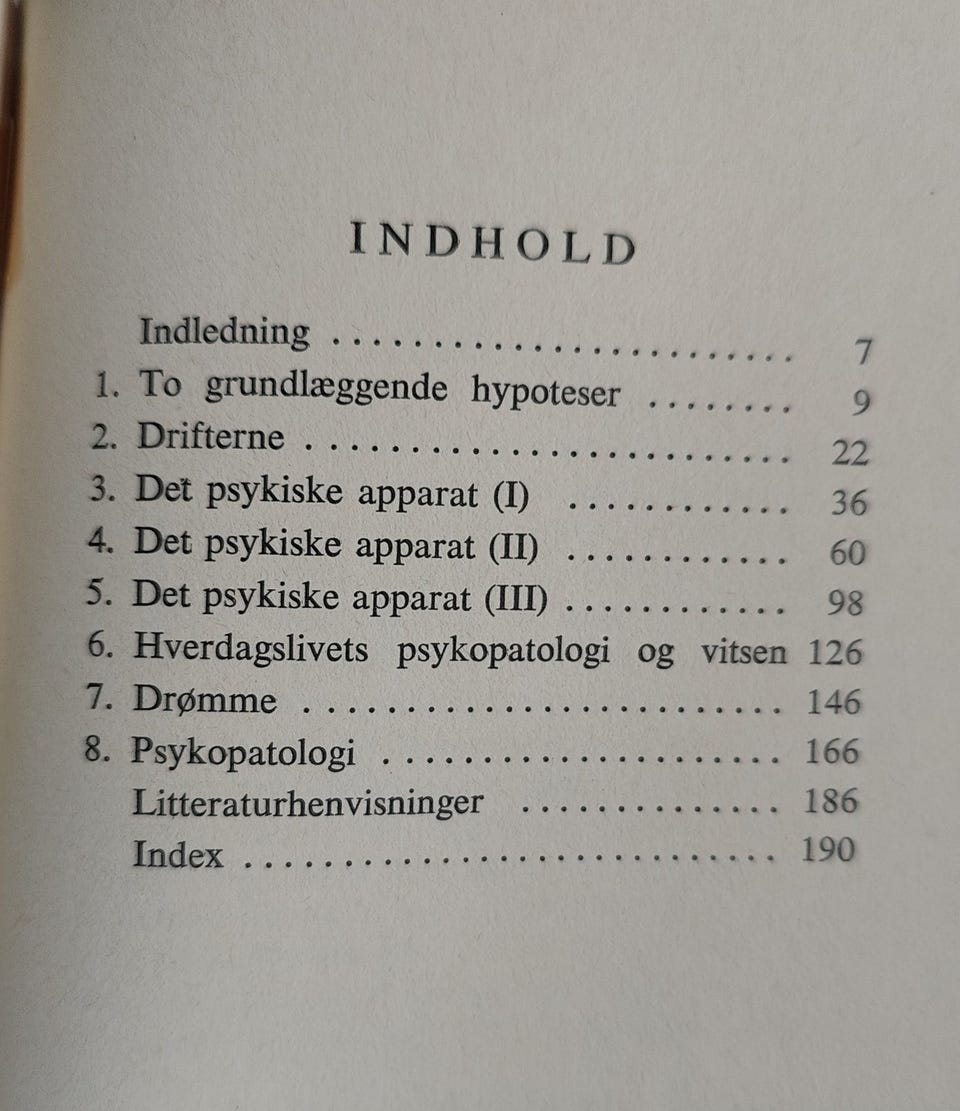 INDHOLD
Indledning ........................ 7
1. To grundlæggende hypoteser ........ 9
2. Drifterne ......................... 22
3. Det psykiske apparat (I) ............ 36
4. Det psykiske apparat (II) ............ 60
5. Det psykiske apparat (III) ............ 98
6. Hverdagslivets psykopatologi og vitsen 126
7. Drømme ......................... 146
8. Psykopatologi ..................... 166
Litteraturhenvisninger .............. 186
Index ............................ 190